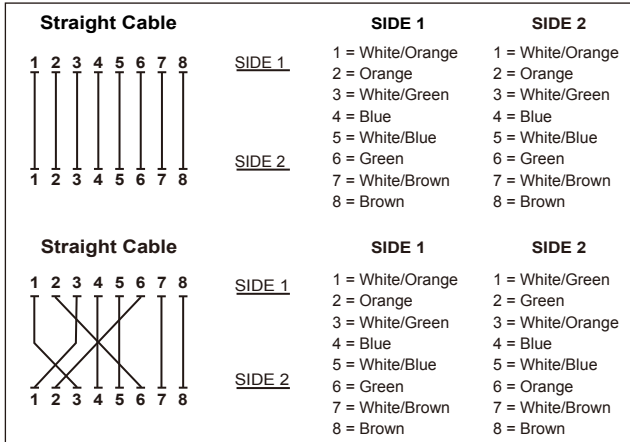 Straight Cable
1 2 3 4 5 6 7 8
SIDE 1
SIDE 2
1 2 3 4 5 6 7 8
SIDE 1
1 = White/Orange
2 = Orange
3 = White/Green
4 = Blue
5 = White/Blue
6 = Green
7 = White/Brown
8 = Brown
SIDE 2
1 = White/Orange
2 = Orange
3 = White/Green
4 = Blue
5 = White/Blue
6 = Green
7 = White/Brown
8 = Brown
Straight Cable
1 2 3 4 5 6 7 8
SIDE 1
SIDE 2
1 2 3 4 5 6 7 8
SIDE 1
1 = White/Orange
2 = Orange
3 = White/Green
4 = Blue
5 = White/Blue
6 = Green
7 = White/Brown
8 = Brown
SIDE 2
1 = White/Green
2 = Green
3 = White/Orange
4 = Blue
5 = White/Blue
6 = Orange
7 = White/Brown
8 = Brown